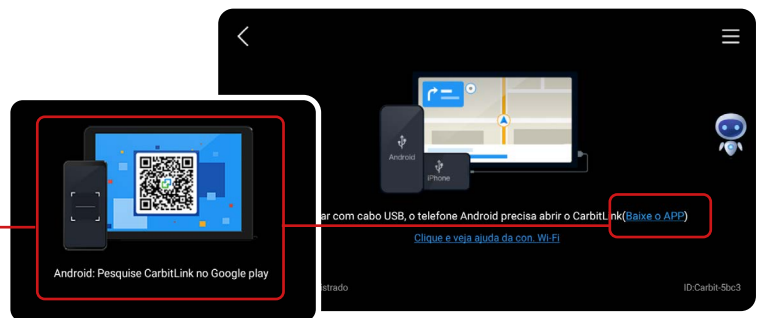 Android
iPhone
ar com cabo USB, o telefone Android precisa abrir o CarbitLink(Baixe o APP)
Clique e veja ajuda da con. Wi-Fi
Android: Pesquise CarbitLink no Google play
strado
ID:Carbit-5bc3